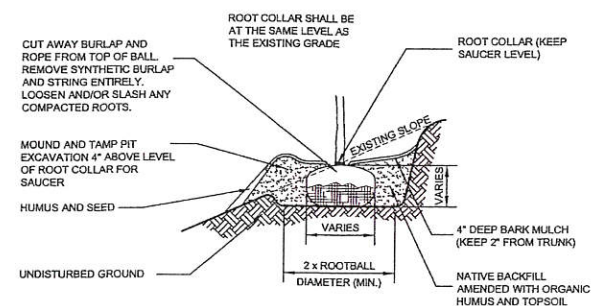 ROOT COLLAR SHALL BE
AT THE SAME LEVEL AS
THE EXISTING GRADE
CUT AWAY BURLAP AND
ROPE FROM TOP OF BALL.
REMOVE SYNTHETIC BURLAP
AND STRING ENTIRELY.
LOOSEN AND/OR SLASH ANY
COMPACTED ROOTS.
ROOT COLLAR (KEEP
SAUCER LEVEL)
MOUND AND TAMP PIT
EXCAVATION 4" ABOVE LEVEL
OF ROOT COLLAR FOR
SAUCER
EXISTING SLOPE
VARIES
HUMUS AND SEED
VARIES
4" DEEP BARK MULCH
(KEEP 2" FROM TRUNK)
UNDISTURBED GROUND
2 x ROOTBALL
DIAMETER (MIN.)
NATIVE BACKFILL
AMENDED WITH ORGANIC
HUMUS AND TOPSOIL